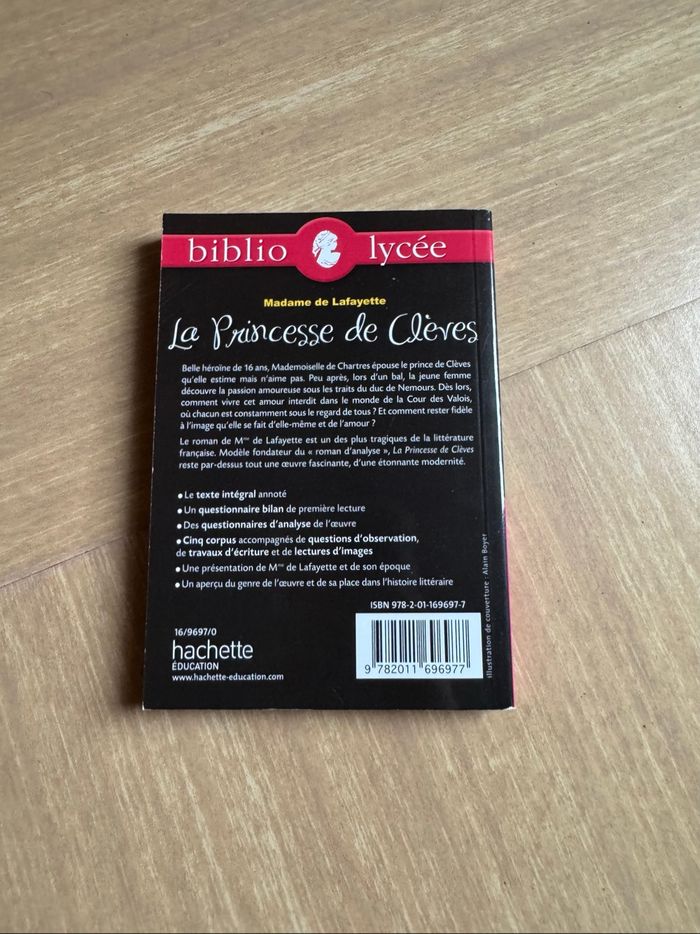 biblio lycée
Madame de Lafayette
La Princesse de Clèves
Belle héroïne de 16 ans, Mademoiselle de Chartres épouse le prince de Clèves
qu'elle estime mais n'aime pas. Peu après, lors d'un bal, la jeune femme
découvre la passion amoureuse sous les traits du duc de Nemours. Dès lors,
comment vivre cet amour interdit dans le monde de la Cour des Valois,
où chacun est constamment sous le regard de tous ? Et comment rester fidèle
à l'image qu'elle se fait d'elle-même et de l'amour ?
Le roman de Mme de Lafayette est un des plus tragiques de la littérature
française. Modèle fondateur du « roman d'analyse », La Princesse de Clèves
reste par-dessus tout une œuvre fascinante, d'une étonnante modernité.
• Le texte intégral annoté
• Un questionnaire bilan de première lecture
• Des questionnaires d'analyse de l'œuvre
• Cinq corpus accompagnés de questions d'observation,
de travaux d'écriture et de lectures d'images
• Une présentation de Mme de Lafayette et de son époque
• Un aperçu du genre de l'œuvre et de sa place dans l'histoire littéraire
illustration de couverture : Alain Boyer
ISBN 978-2-01-169697-7
9 782011 696977
16/9697/0
hachette
ÉDUCATION
www.hachette-education.com